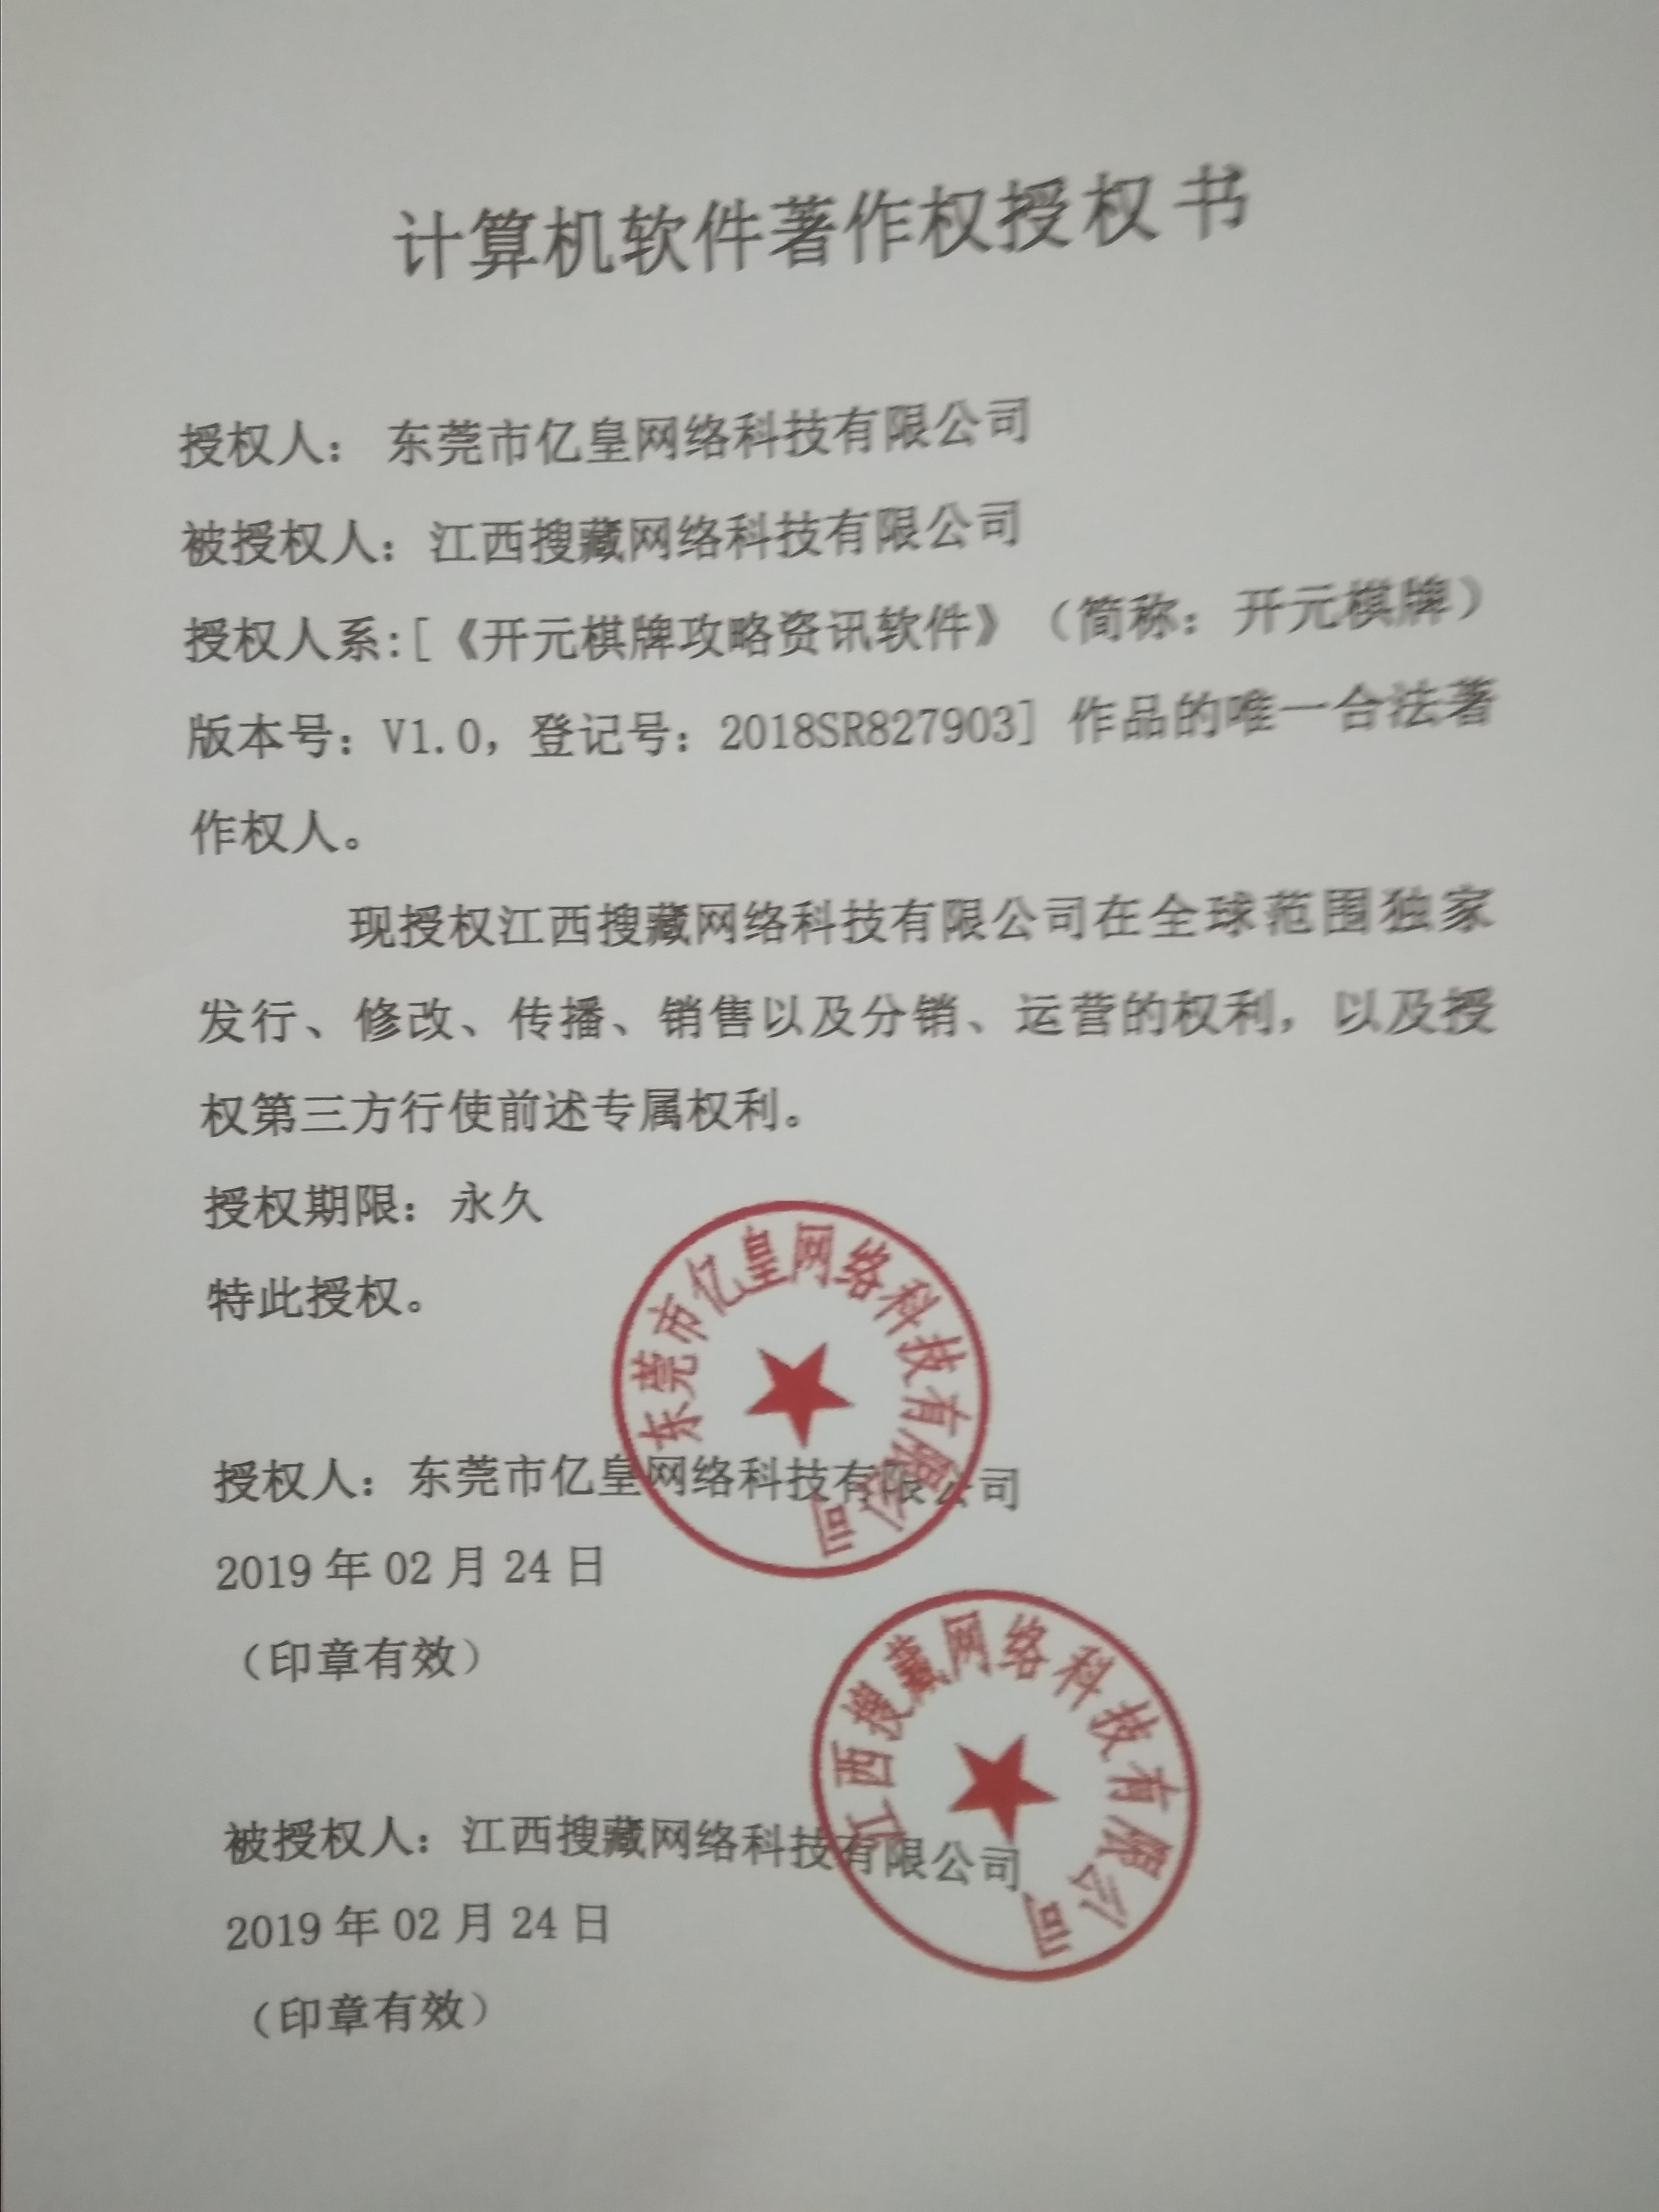 计算机软件著作权授权书
授权人： 东莞市亿皇网络科技有限公司
被授权人：江西搜藏网络科技有限公司
授权人系:[《开元棋牌攻略资讯软件》（简称：开元棋牌）
版本号：V1.0，登记号：2018SR827903] 作品的唯一合法著
作权人。
现授权江西搜藏网络科技有限公司在全球范围独家
发行、修改、传播、销售以及分销、运营的权利，以及授
权第三方行使前述专属权利。
授权期限：永久
特此授权。
东莞市亿皇网络科技有限公司
授权人：东莞市亿皇网络科技有限公司
2019 年 02 月 24 日
（印章有效）
江西搜藏网络科技有限公司
被授权人：江西搜藏网络科技有限公司
2019 年 02 月 24 日
（印章有效）